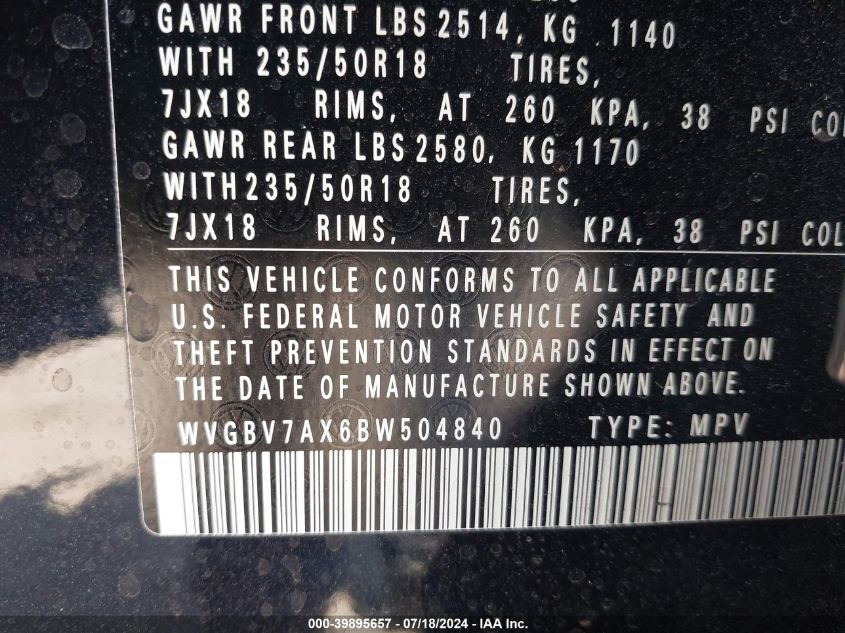 GAWR FRONT LBS 2514, KG 1140
WITH 235/50R18 TIRES,
7JX18 RIMS, AT 260 KPA, 38 PSI COL
GAWR REAR LBS 2580, KG 1170
WITH 235/50R18 TIRES,
7JX18 RIMS, AT 260 KPA, 38 PSI COL
THIS VEHICLE CONFORMS TO ALL APPLICABLE
U.S. FEDERAL MOTOR VEHICLE SAFETY AND
THEFT PREVENTION STANDARDS IN EFFECT ON
THE DATE OF MANUFACTURE SHOWN ABOVE.
WVGBV7AX6BW504840 TYPE: MPV
000-39895657 - 07/18/2024 - IAA Inc.